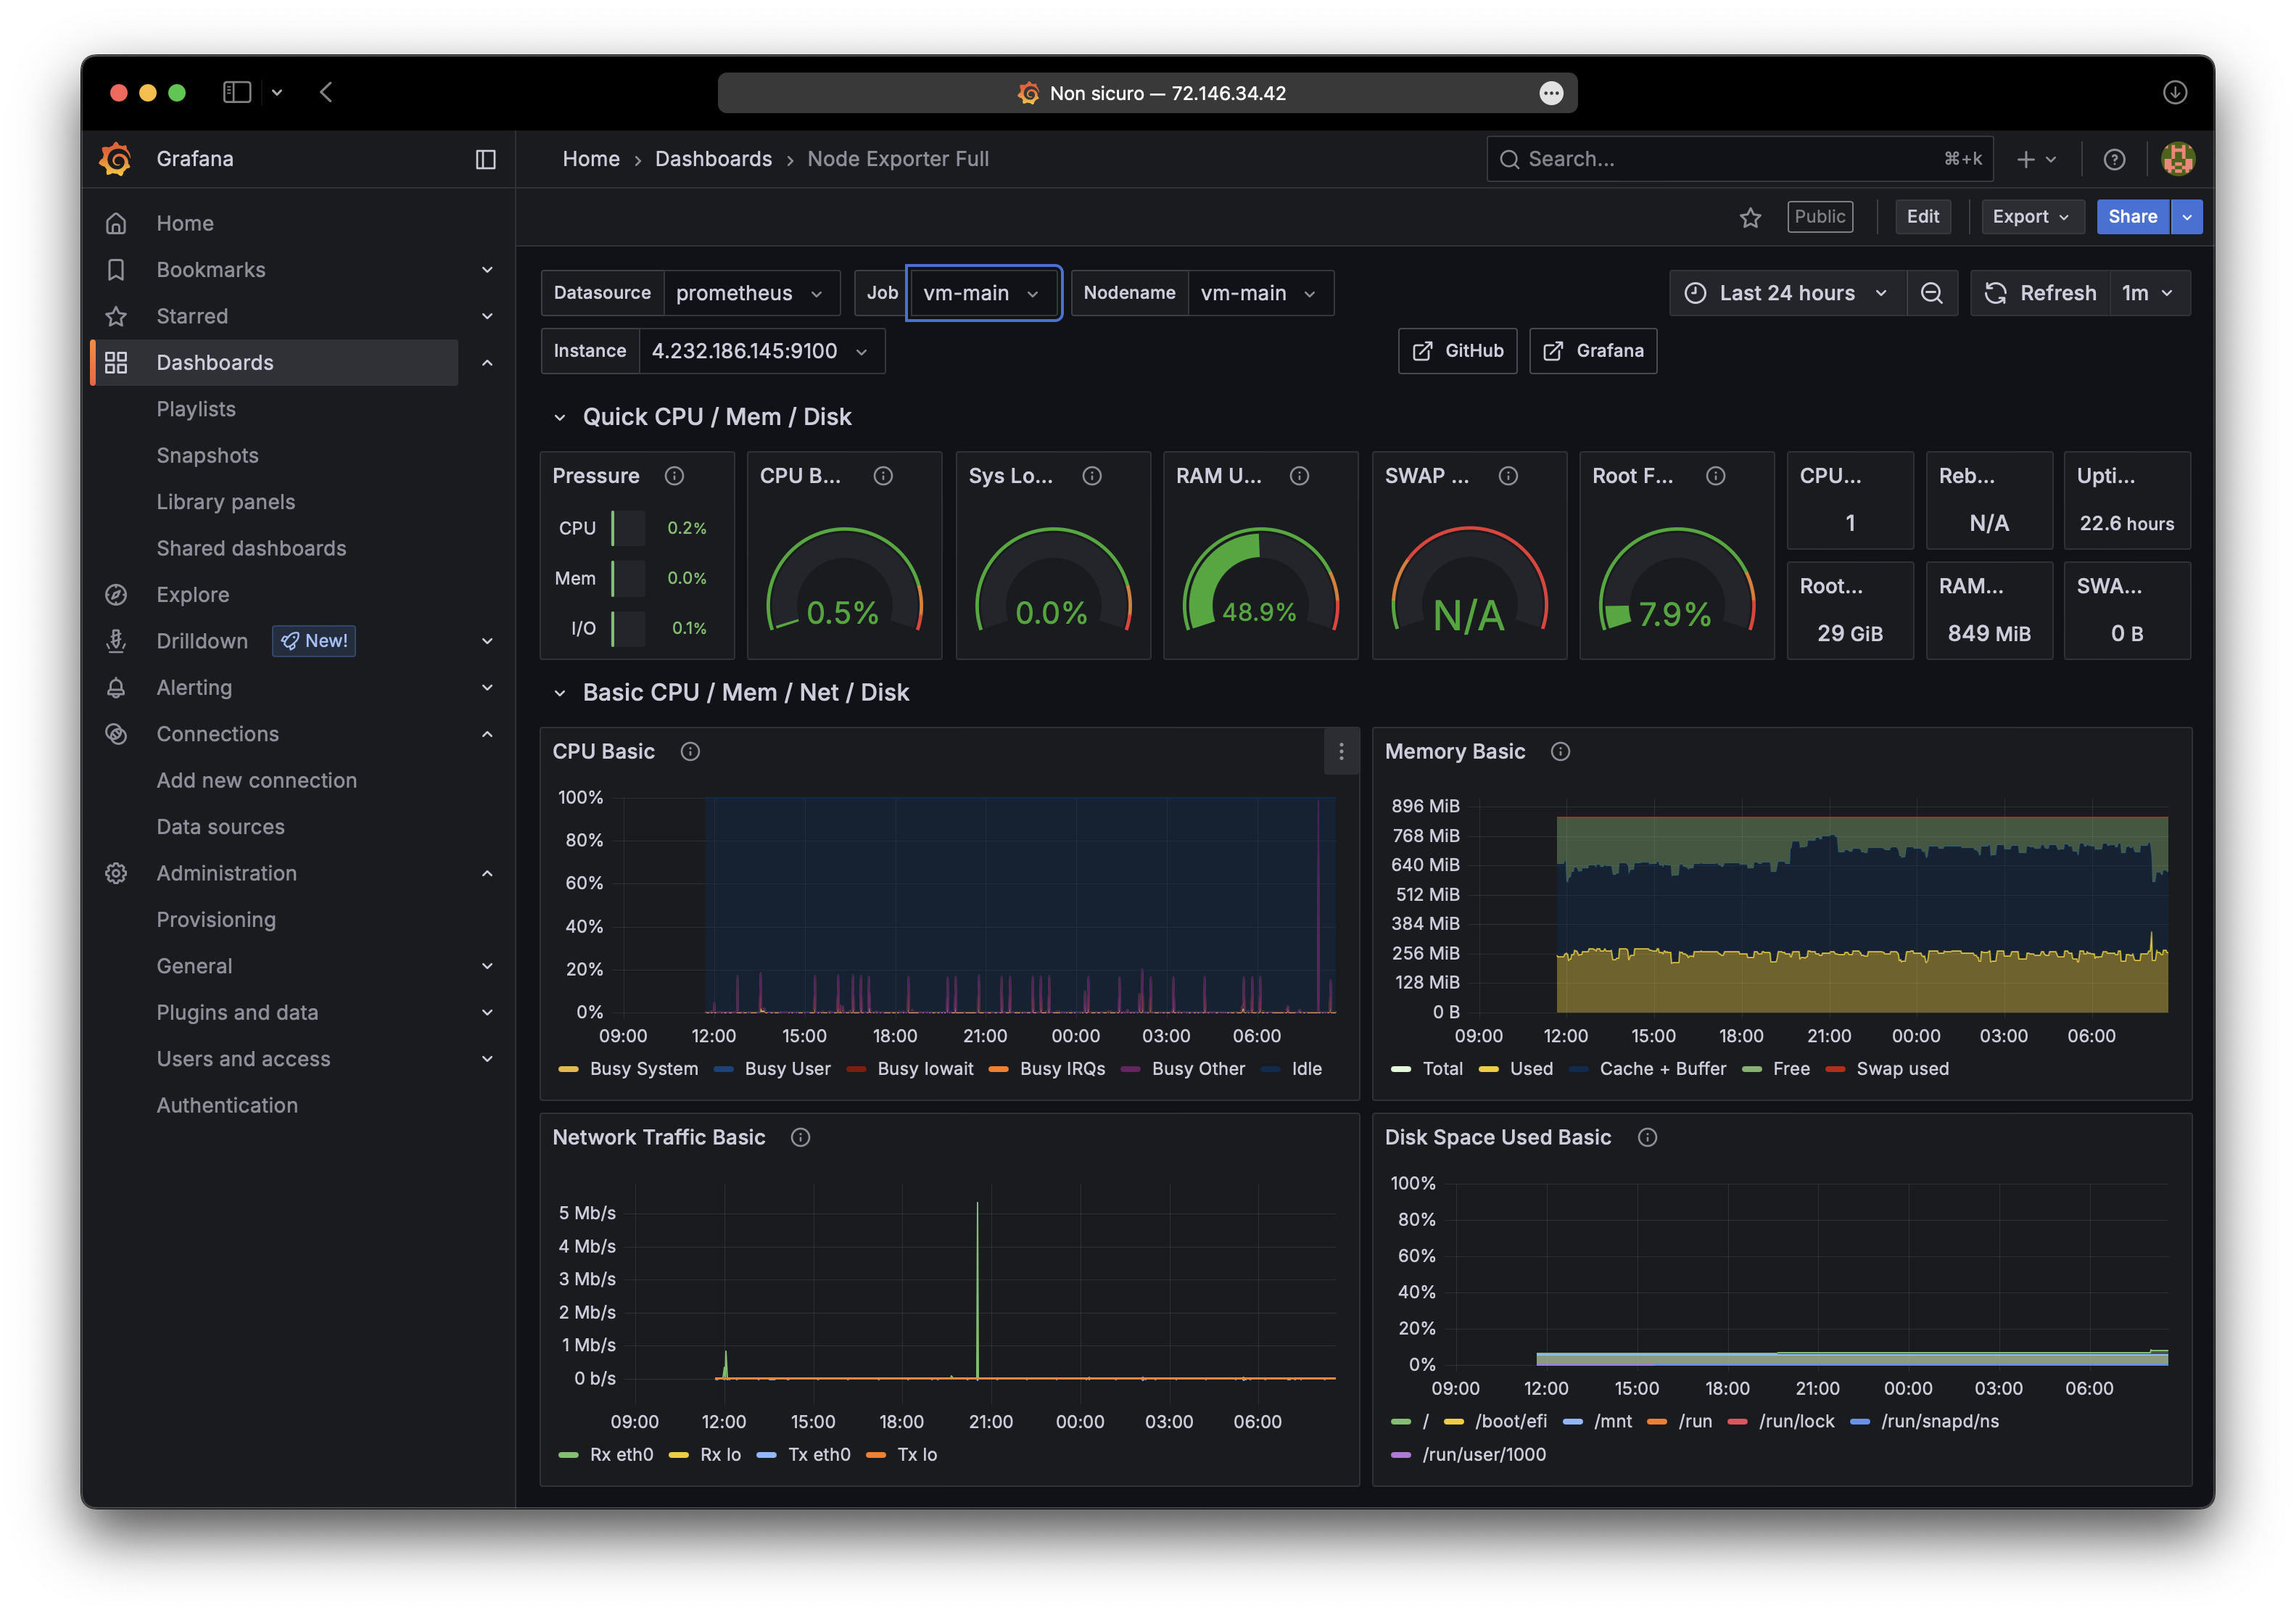 Non sicuro — 72.146.34.42
Grafana
Home › Dashboards › Node Exporter Full
Search...
⌘+k
Home
Bookmarks
Starred
Dashboards
Playlists
Snapshots
Library panels
Shared dashboards
Explore
Drilldown New!
Alerting
Connections
Add new connection
Data sources
Administration
Provisioning
General
Plugins and data
Users and access
Authentication
Public
Edit
Export
Share
Datasource prometheus
Job vm-main
Nodename vm-main
Last 24 hours
Refresh 1m
Instance 4.232.186.145:9100
GitHub
Grafana
Quick CPU / Mem / Disk
Pressure
CPU 0.2%
Mem 0.0%
I/O 0.1%
CPU B...
0.5%
Sys Lo...
0.0%
RAM U...
48.9%
SWAP ...
N/A
Root F...
7.9%
CPU...
1
Reb...
N/A
Upti...
22.6 hours
Root...
29 GiB
RAM...
849 MiB
SWA...
0 B
Basic CPU / Mem / Net / Disk
CPU Basic
100%
80%
60%
40%
20%
0%
09:00 12:00 15:00 18:00 21:00 00:00 03:00 06:00
Busy System Busy User Busy Iowait Busy IRQs Busy Other Idle
Memory Basic
896 MiB
768 MiB
640 MiB
512 MiB
384 MiB
256 MiB
128 MiB
0 B
09:00 12:00 15:00 18:00 21:00 00:00 03:00 06:00
Total Used Cache + Buffer Free Swap used
Network Traffic Basic
5 Mb/s
4 Mb/s
3 Mb/s
2 Mb/s
1 Mb/s
0 b/s
09:00 12:00 15:00 18:00 21:00 00:00 03:00 06:00
Rx eth0 Rx lo Tx eth0 Tx lo
Disk Space Used Basic
100%
80%
60%
40%
20%
0%
09:00 12:00 15:00 18:00 21:00 00:00 03:00 06:00
/ /boot/efi /mnt /run /run/lock /run/snapd/ns
/run/user/1000